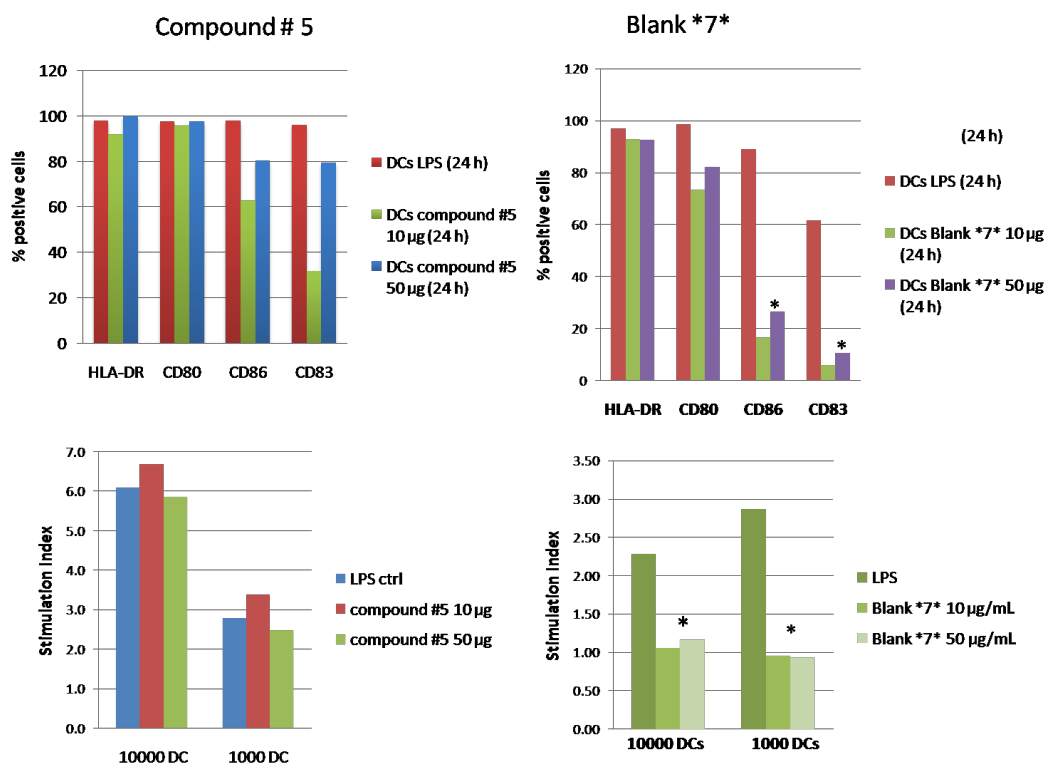 Compound # 5
Blank *7*
120
100
80
60
40
20
0
% positive cells
HLA-DR
CD80
CD86
CD83
DCs LPS (24 h)
DCs compound #5
10 µg (24 h)
DCs compound #5
50 µg (24 h)
120
100
80
60
40
20
0
% positive cells
*
*
HLA-DR
CD80
CD86
CD83
(24 h)
DCs LPS (24 h)
DCs Blank *7* 10 µg
(24 h)
DCs Blank *7* 50 µg
(24 h)
7.0
6.0
5.0
4.0
3.0
2.0
1.0
0.0
Stimulation Index
10000 DC
1000 DC
LPS ctrl
compound #5 10 µg
compound #5 50 µg
3.50
3.00
2.50
2.00
1.50
1.00
0.50
0.00
Stimulation Index
*
*
10000 DCs
1000 DCs
LPS
Blank *7* 10 µg/mL
Blank *7* 50 µg/mL